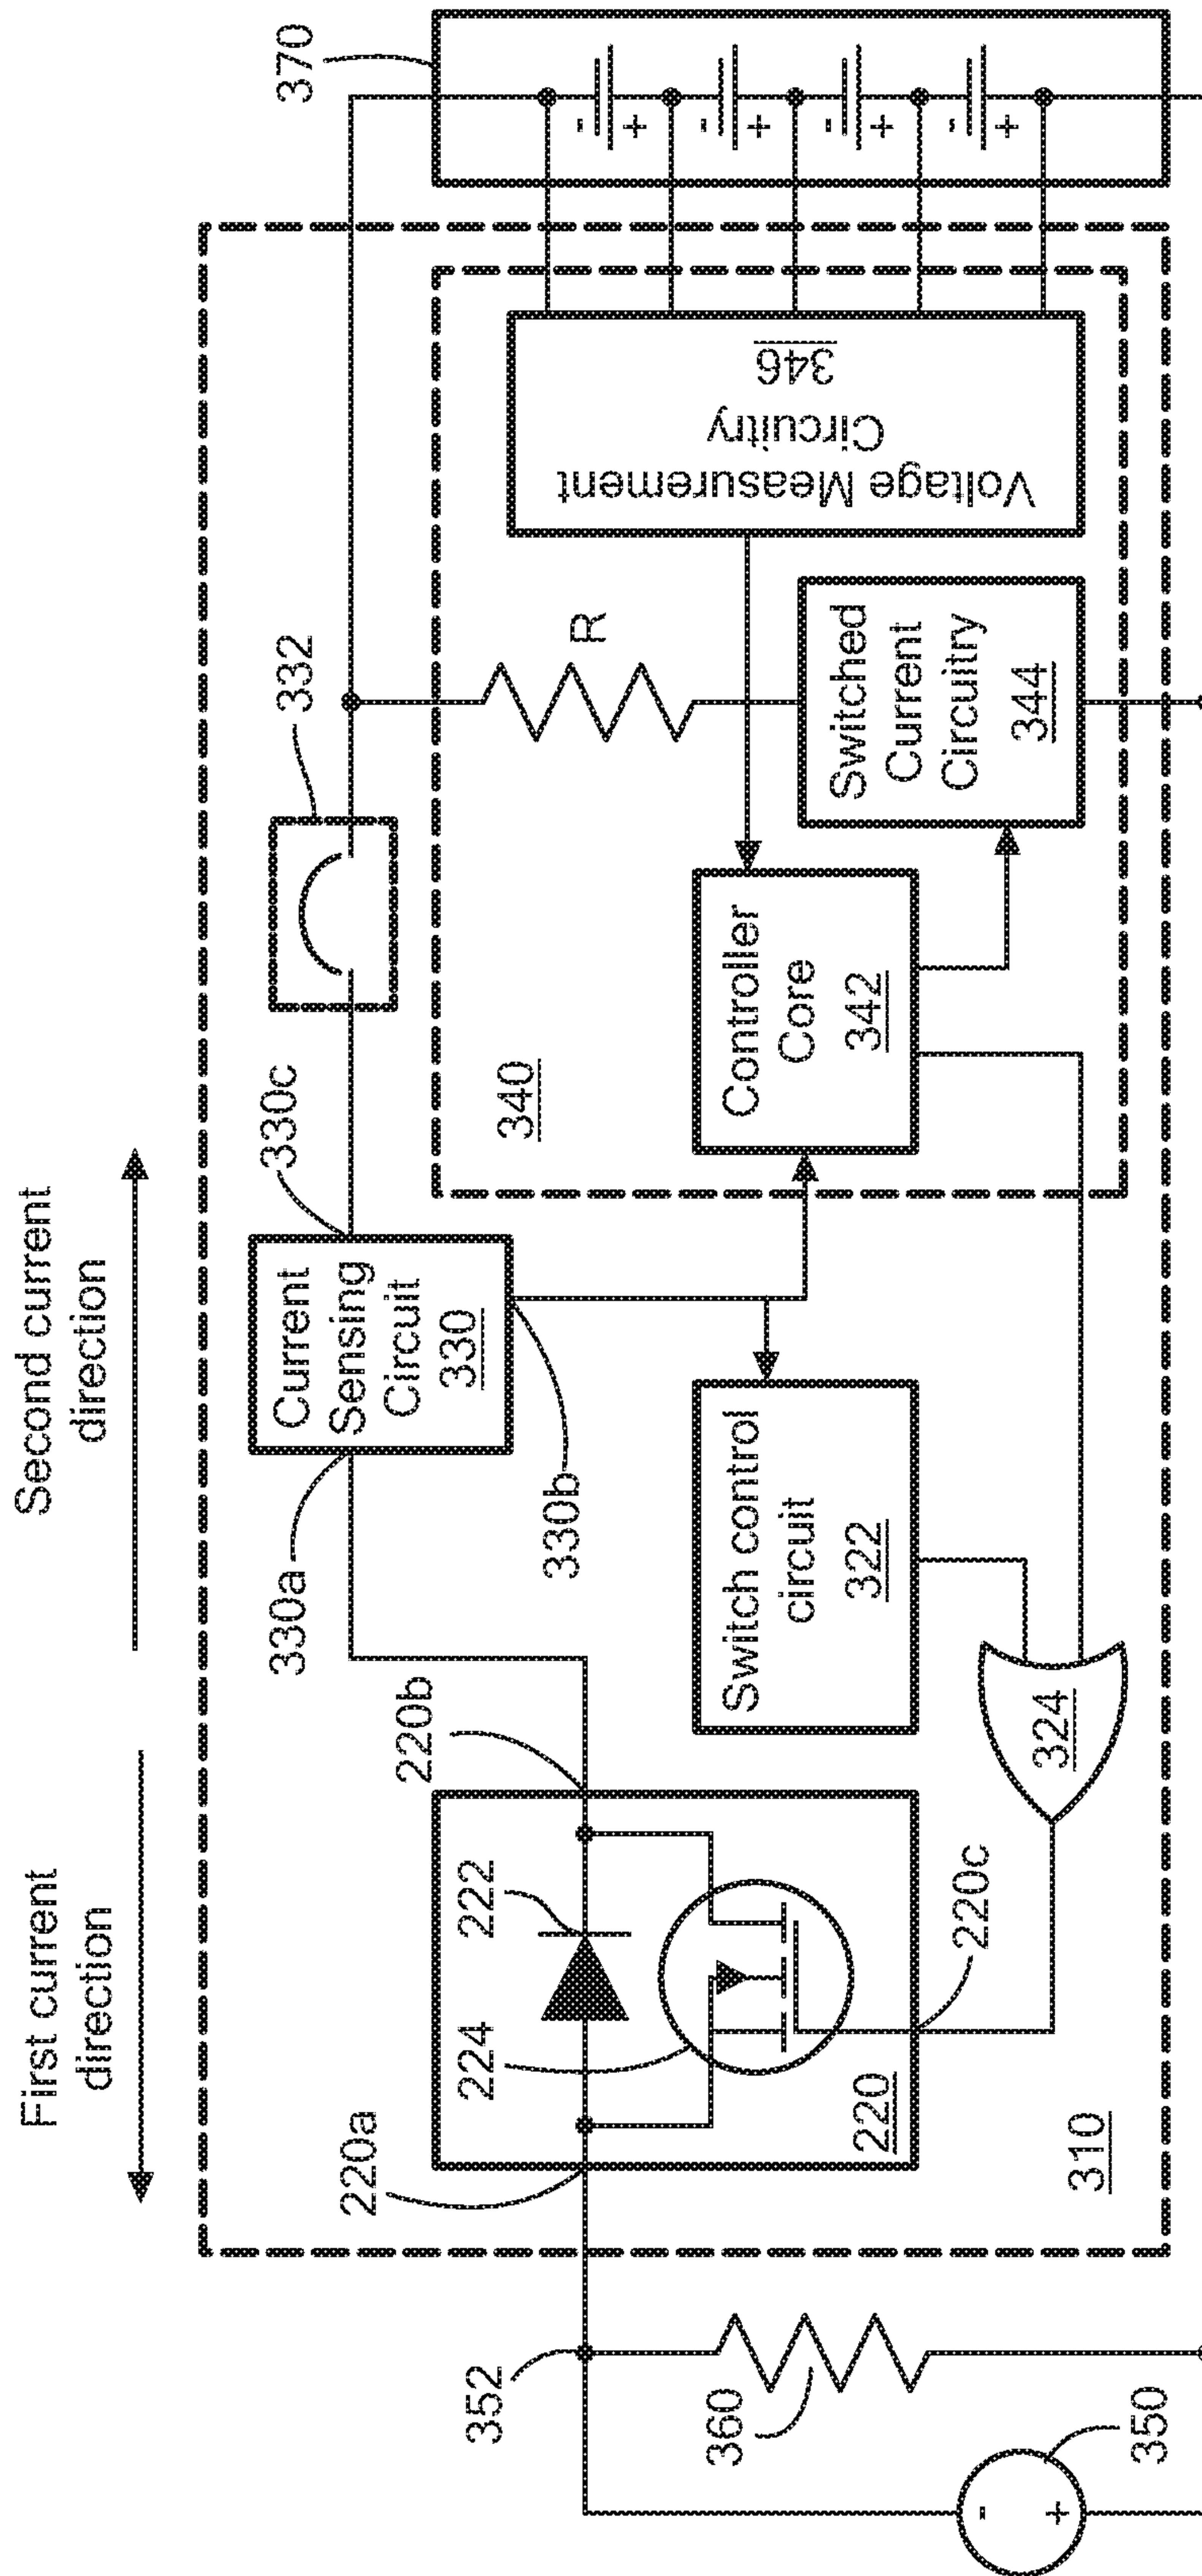 First current
direction
Second current
direction
330a
Current
Sensing
Circuit
330
330c
330b
332
370
220a
220b
222
224
220
220c
Switch control
circuit
322
324
340
Controller
Core
342
R
Switched
Current
Circuitry
344
Voltage Measurement
Circuitry
346
-
+
-
+
-
+
-
+
352
360
350
-
+
310